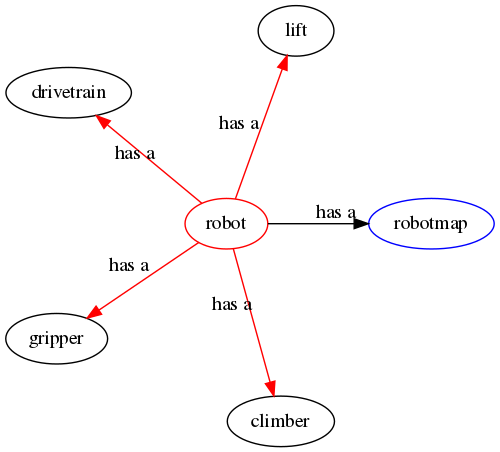 lift
drivetrain
has a
has a
has a
robot
robotmap
has a
has a
gripper
climber